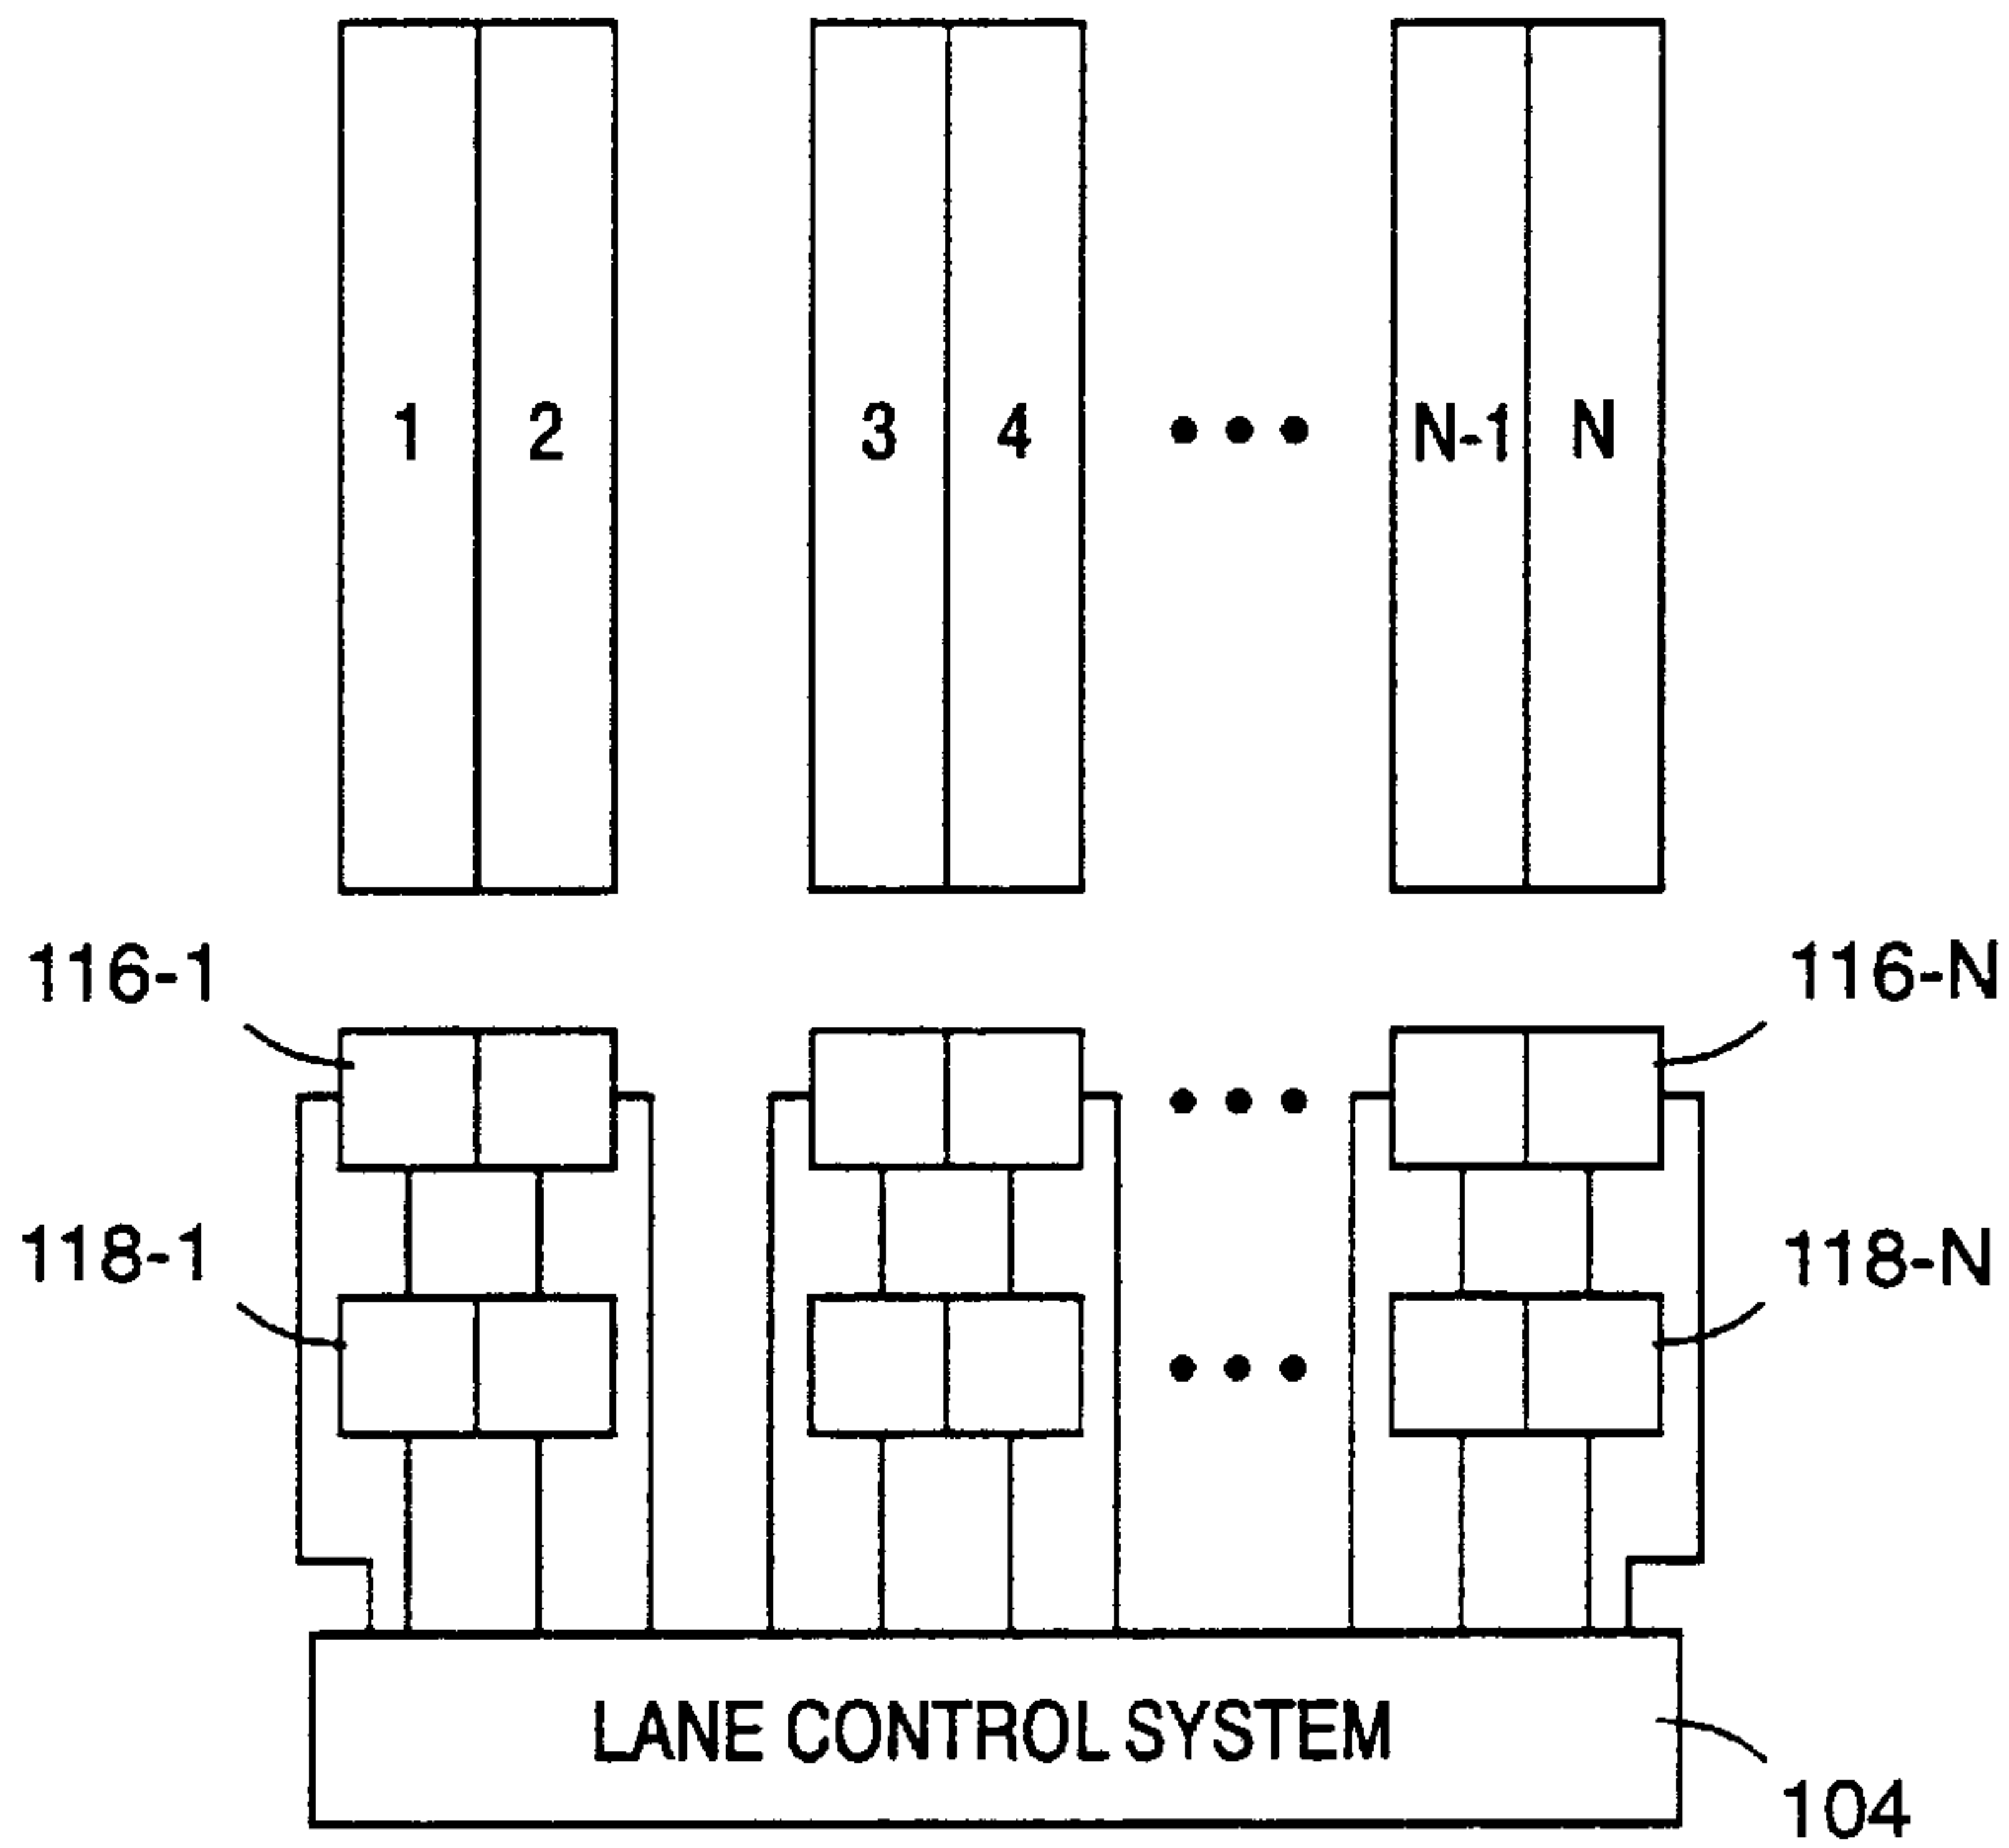 1 2 3 4 N-1 N
116-1
116-N
118-1
118-N
LANE CONTROL SYSTEM
104